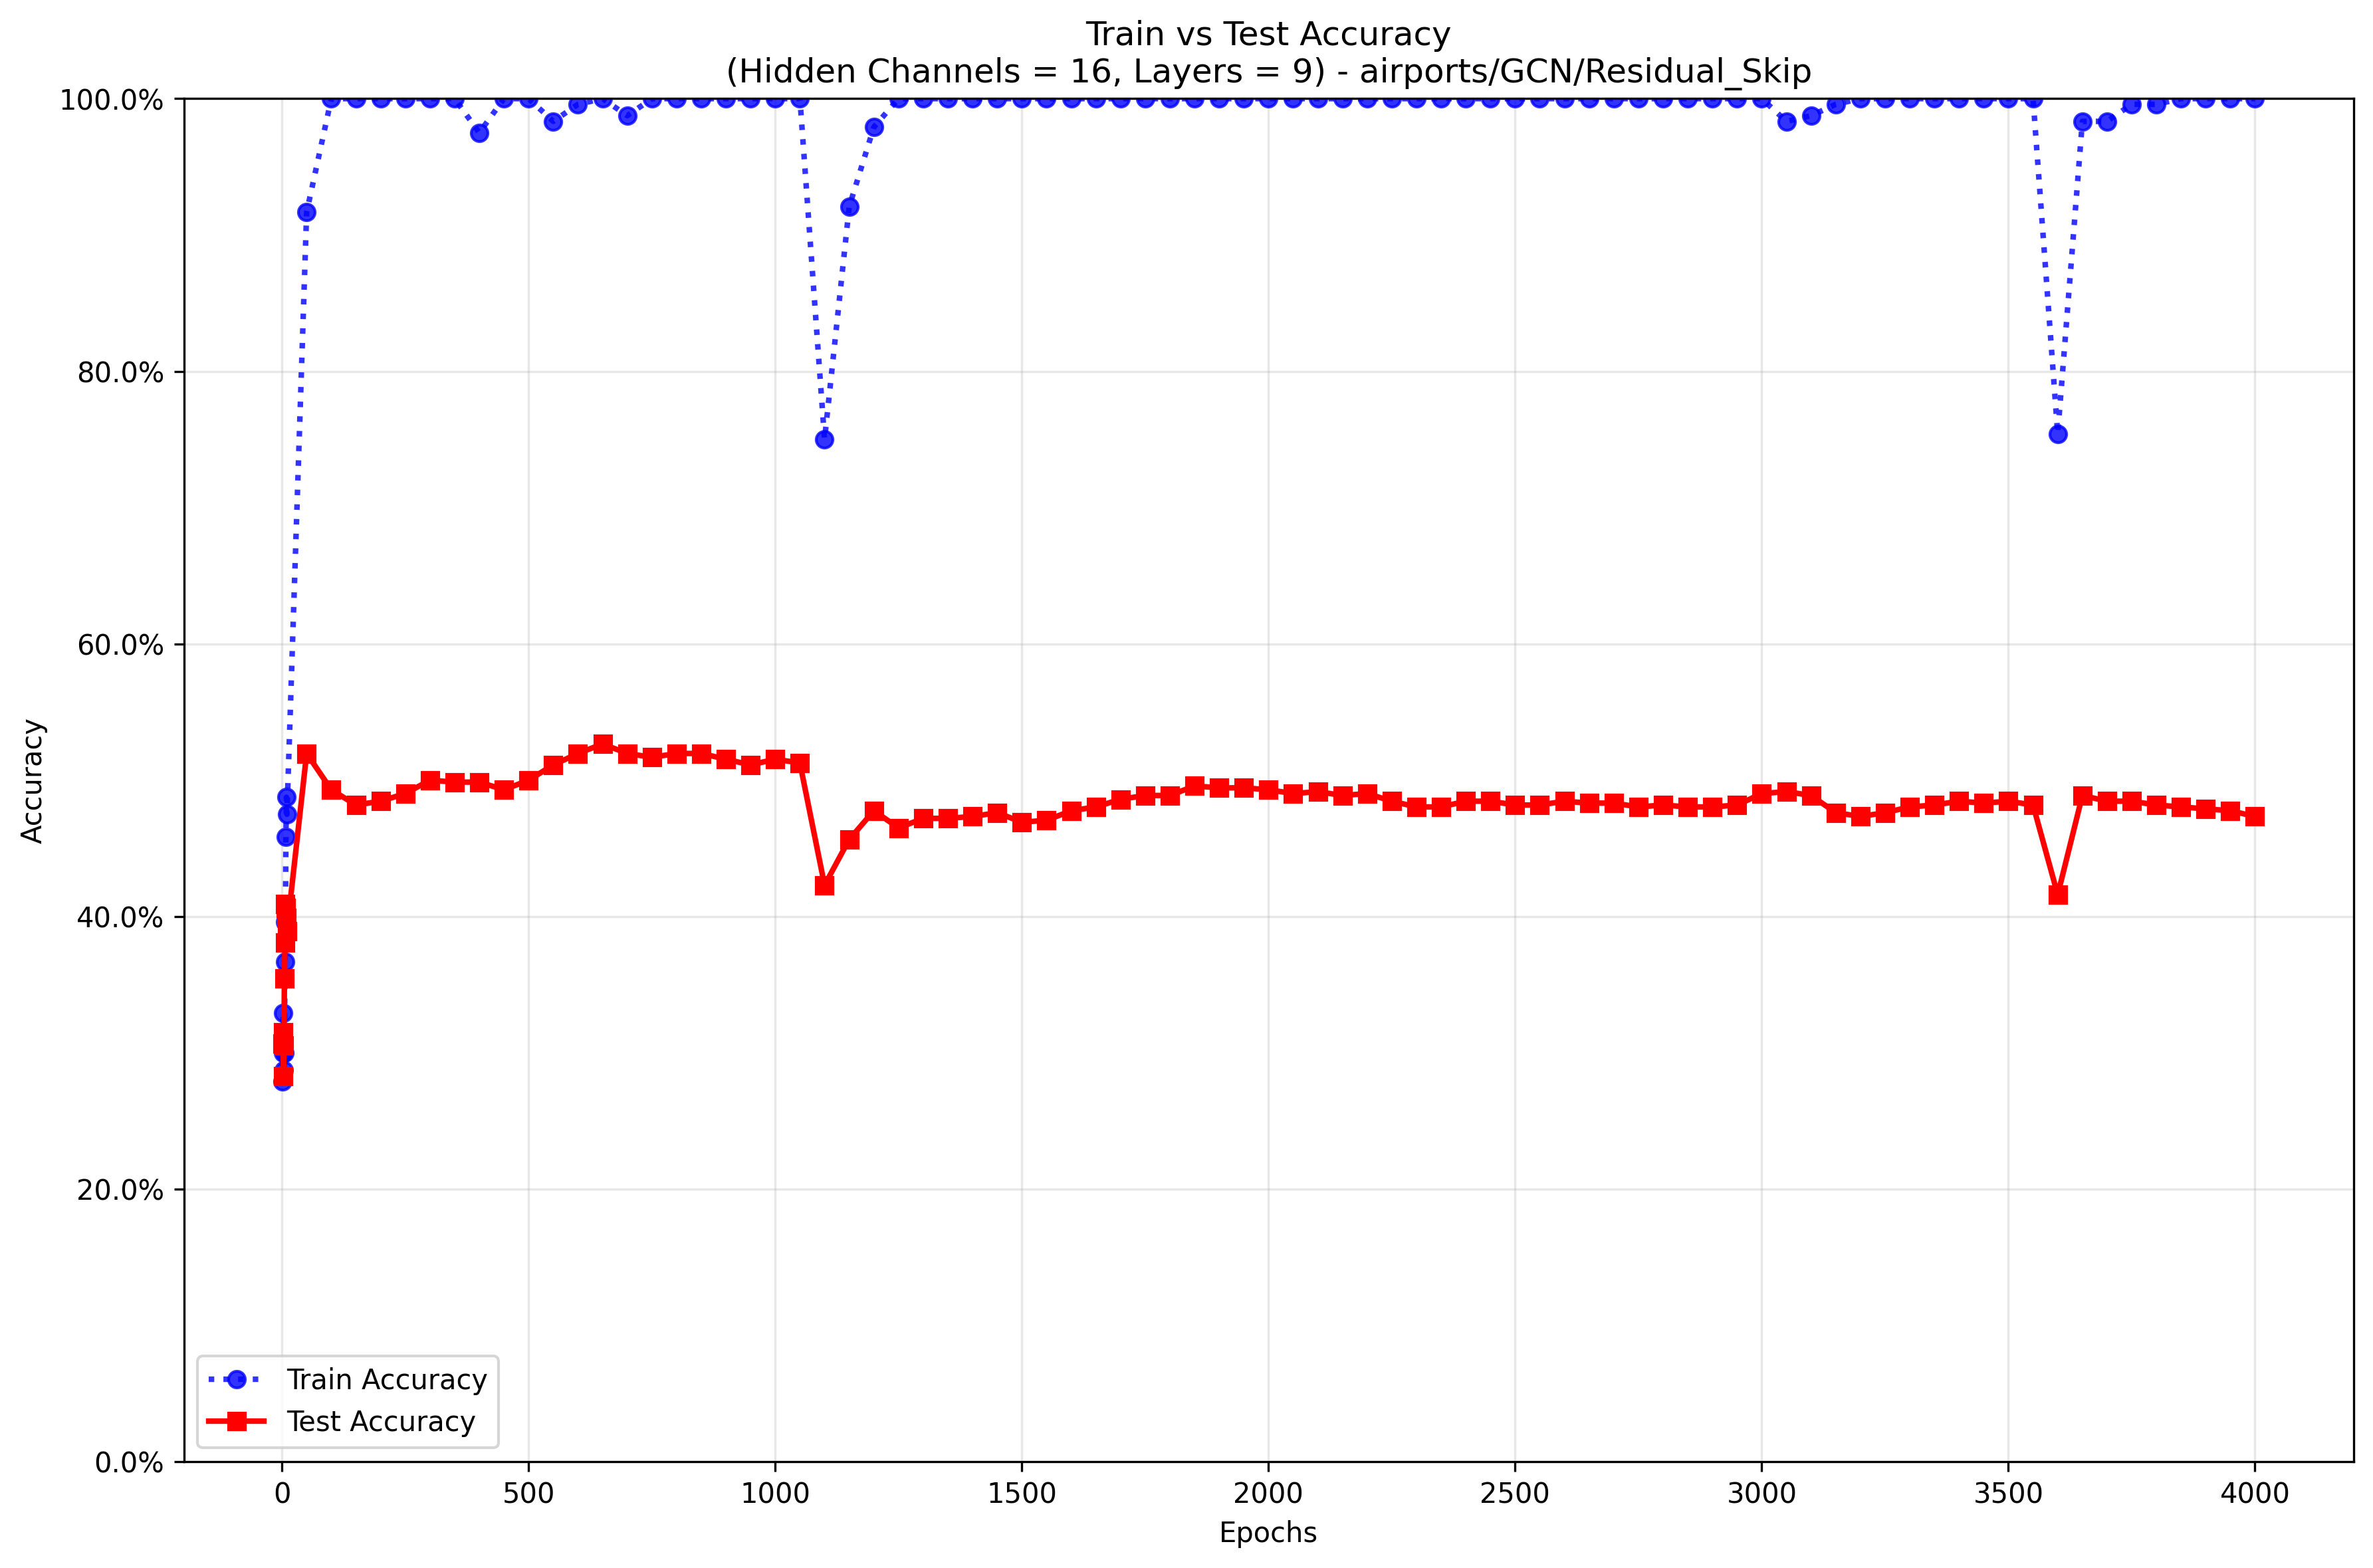 Train vs Test Accuracy
(Hidden Channels = 16, Layers = 9) - airports/GCN/Residual_Skip
100.0%
80.0%
60.0%
40.0%
20.0%
0.0%
Accuracy
Train Accuracy
Test Accuracy
0 500 1000 1500 2000 2500 3000 3500 4000
Epochs